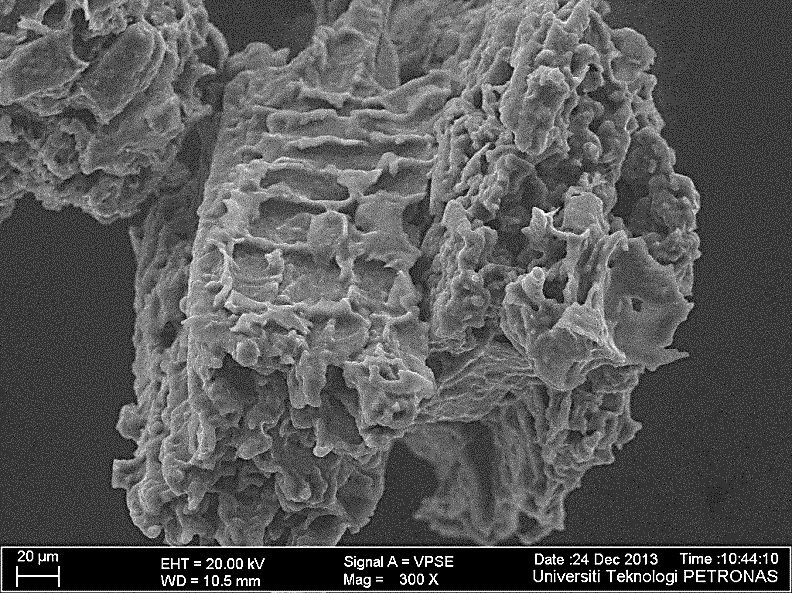 20 µm
EHT = 20.00 kV
WD = 10.5 mm
Signal A = VPSE
Mag = 300 X
Date :24 Dec 2013 Time :10:44:10
Universiti Teknologi PETRONAS